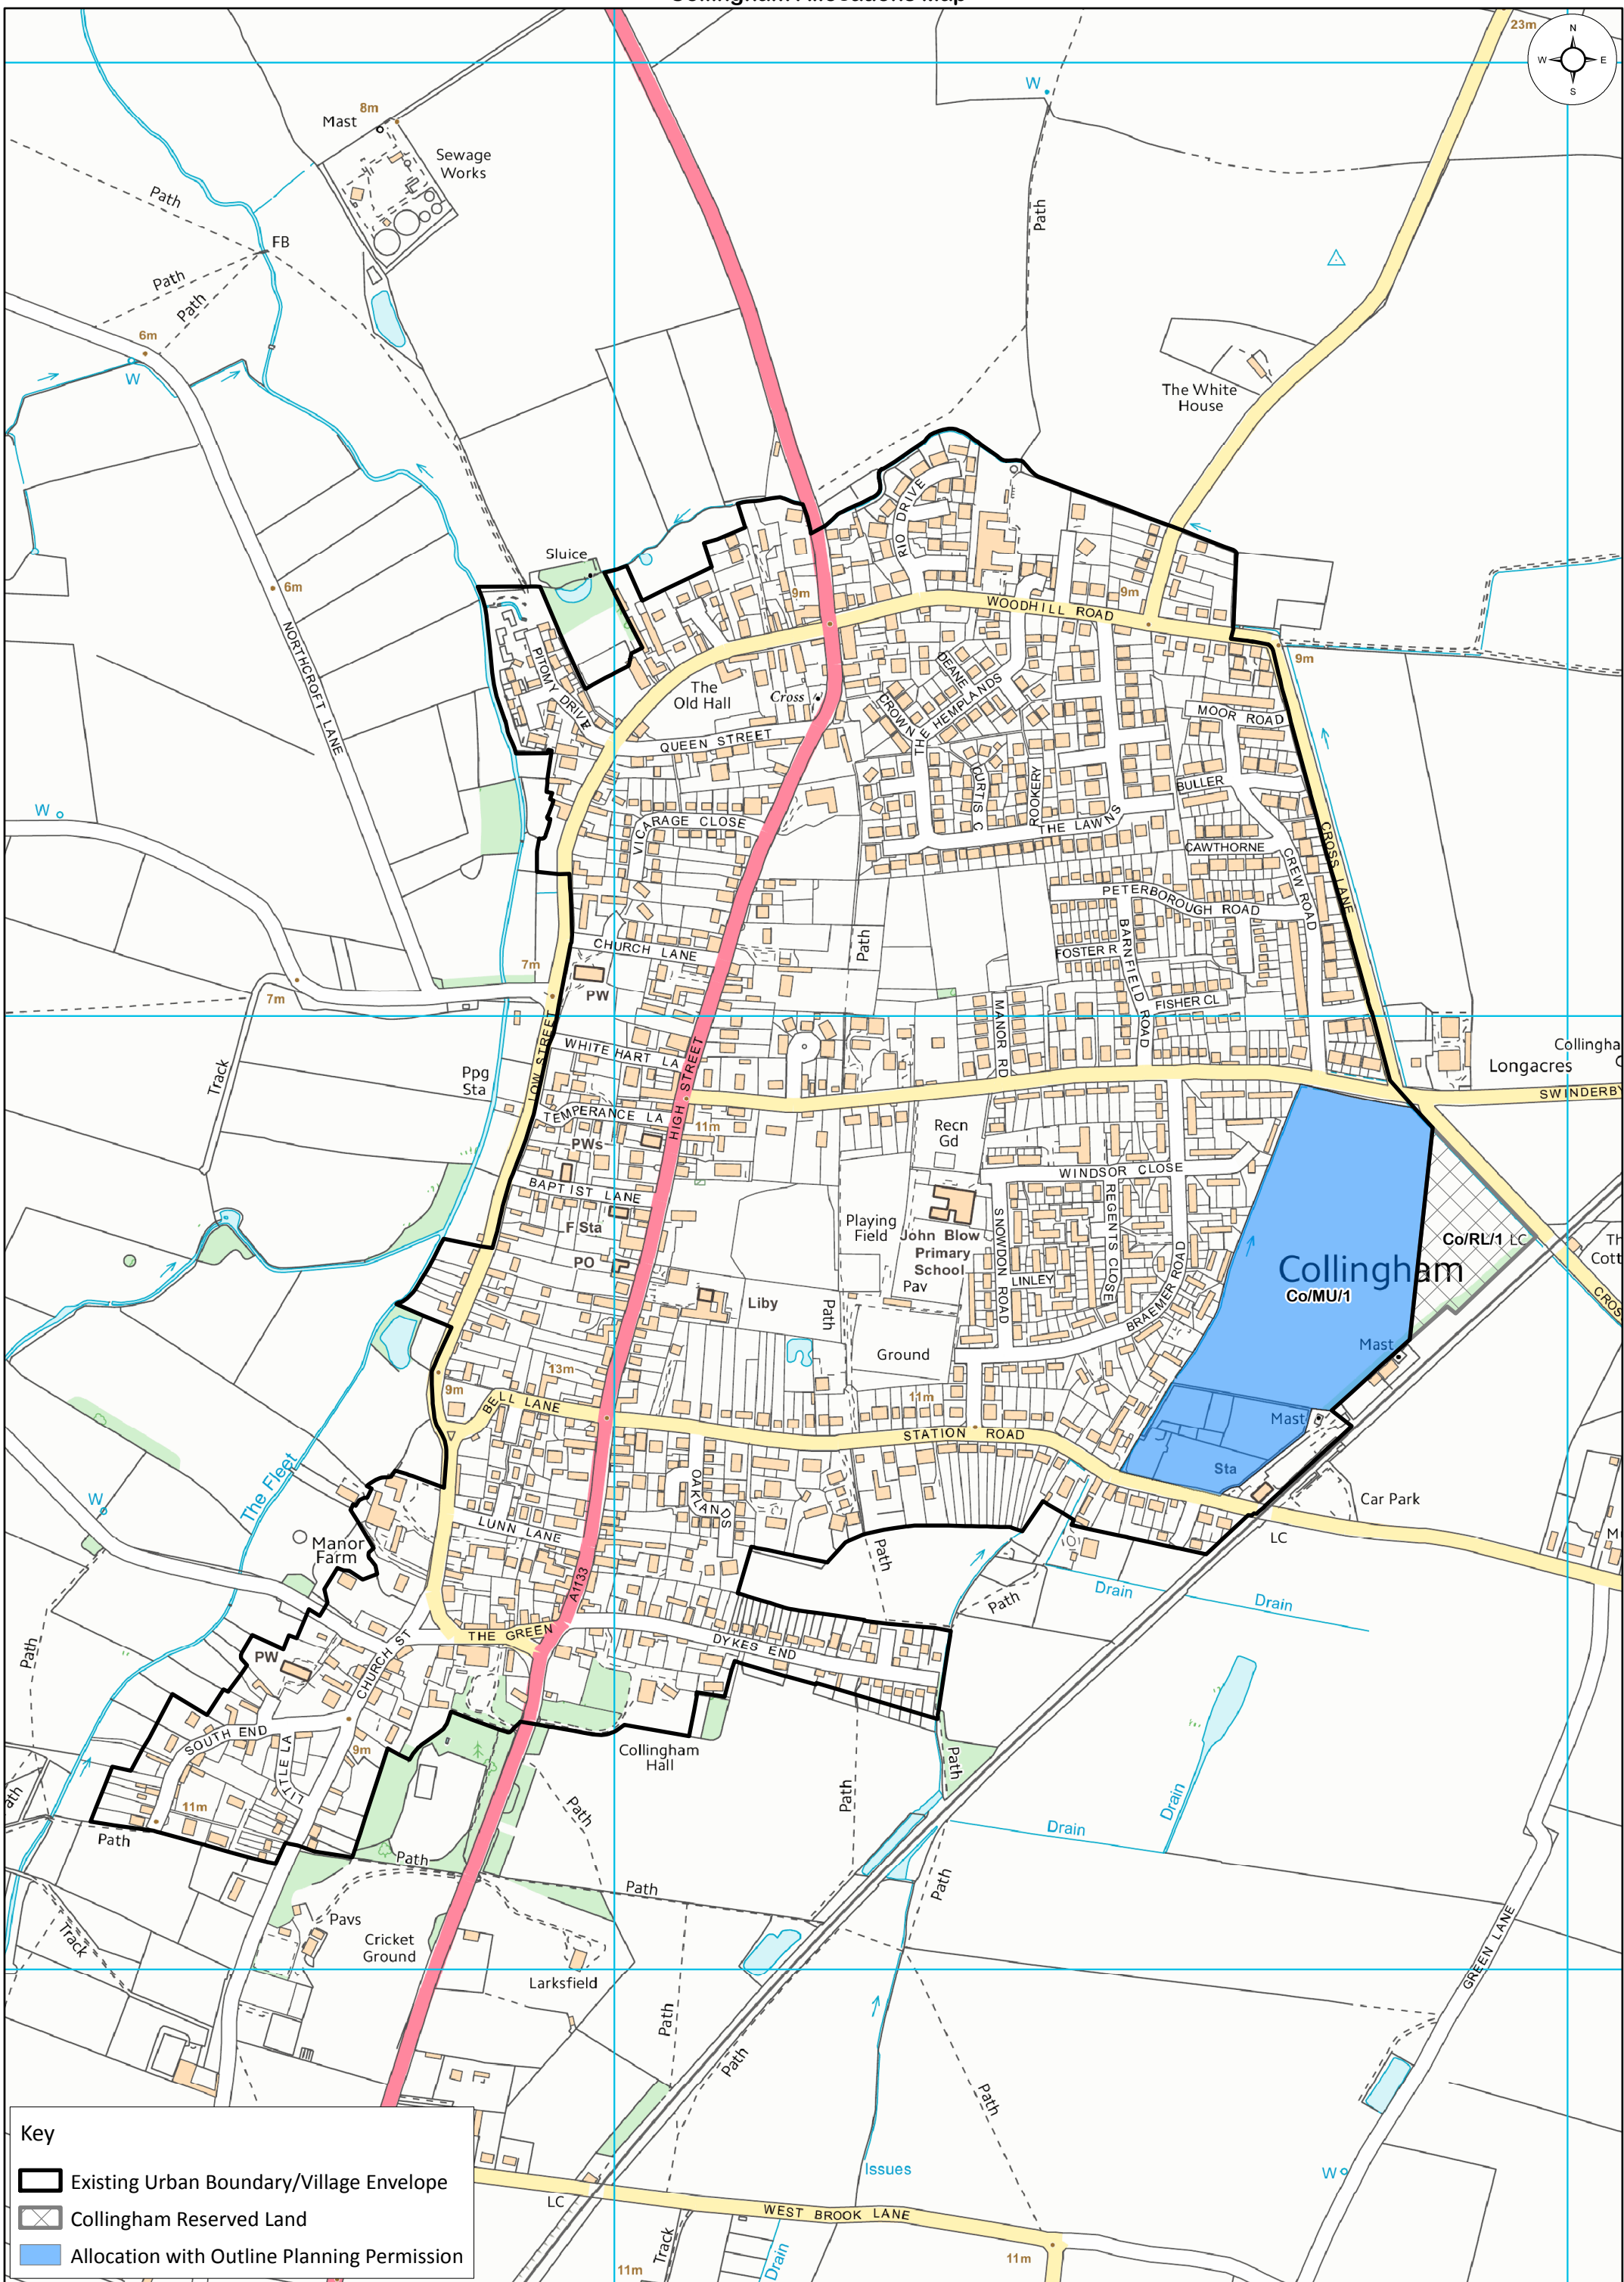 23m
N
W
E
S
W
8m
Mast
Sewage
Works
Path
Path
FB
Path
Path
6m
W
The White
House
RIO DRIVE
Sluice
9m
9m
6m
WOODHILL ROAD
NORTHCROFT LANE
PITOMY DRIVE
9m
DEANE
The
Old Hall
Cross
CROWN
THE HEMPLANDS
MOOR ROAD
QUEEN STREET
CURTIS C
ROOKERY
BULLER
W
VICARAGE CLOSE
THE LAWNS
CROSS LANE
CAWTHORNE
CREW ROAD
PETERBOROUGH ROAD
BARNFIELD ROAD
Path
CHURCH LANE
FOSTER R
7m
PW
7m
FISHER CL
MANOR RD
LOW STREET
WHITE HART LA
HIGH STREET
Track
Ppg
Sta
Collingha
Longacres
SWINDERBY
TEMPERANCE LA
11m
Recn
Gd
PWs
WINDSOR CLOSE
BAPTIST LANE
REGENTS CLOSE
SNOWDON ROAD
F Sta
Playing
Field
John Blow
Primary
School
Pav
Co/RL/1
LC
Th
Cott
PO
Collingham
LINLEY
Co/MU/1
BRAEMER ROAD
Liby
Path
CROS
Mast
Ground
13m
9m
11m
BELL LANE
Mast
STATION ROAD
Sta
The Fleet
OAKLANDS
W
Car Park
LUNN LANE
LC
M
Manor
Farm
Path
A1133
Drain
Path
Drain
THE GREEN
DYKES END
Path
CHURCH ST
PW
SOUTH END
LITTLE LA
9m
Collingham
Hall
Path
Path
ath
11m
Path
Drain
Path
Drain
Path
Path
Path
Pavs
GREEN LANE
Track
Cricket
Ground
Larksfield
Path
Path
Path
Key
Existing Urban Boundary/Village Envelope
Collingham Reserved Land
Allocation with Outline Planning Permission
Issues
W
LC
WEST BROOK LANE
Track
Drain
11m
11m